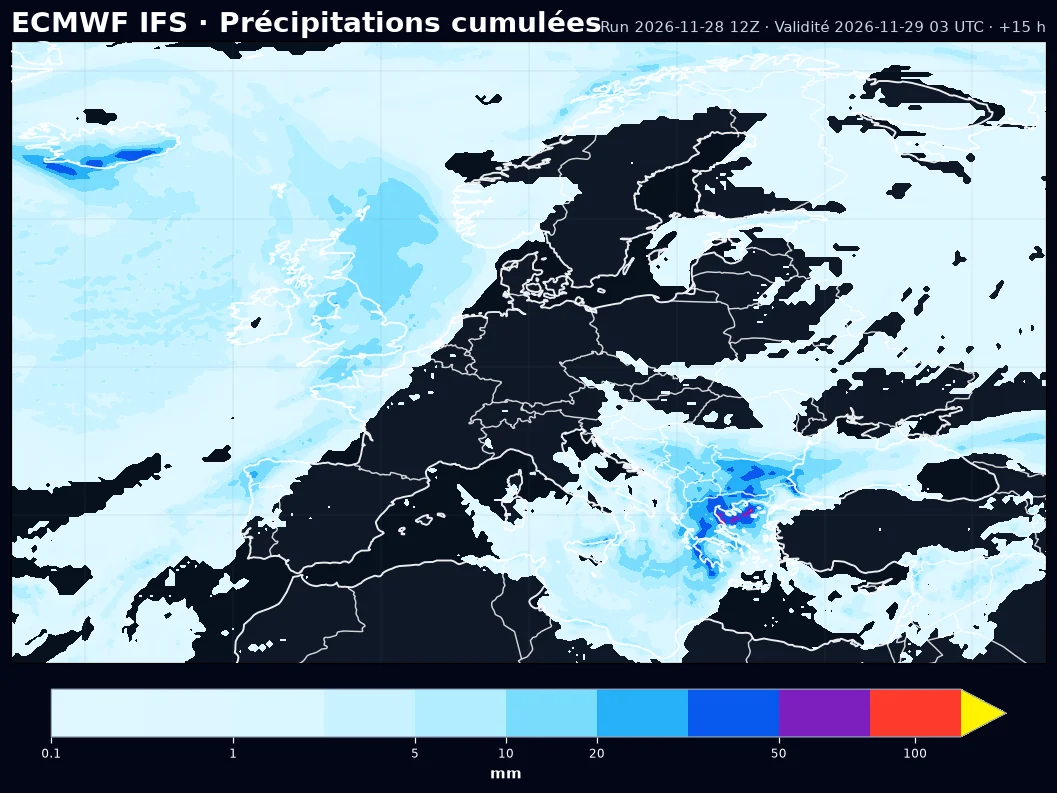 ECMWF IFS · Précipitations cumulées
Run 2026-11-28 12Z · Validité 2026-11-29 03 UTC · +15 h
0.1 1 5 10 20 50 100
mm